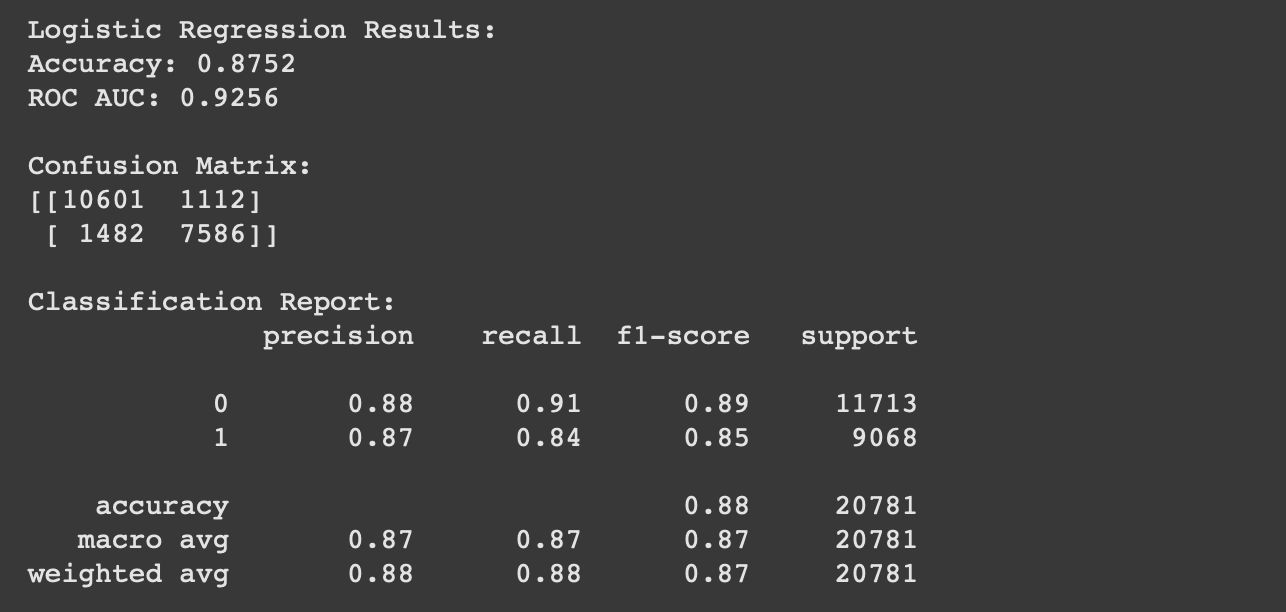 Logistic Regression Results:
Accuracy: 0.8752
ROC AUC: 0.9256
Confusion Matrix:
[[10601  1112]
 [ 1482  7586]]
Classification Report:
              precision    recall  f1-score   support
           0       0.88      0.91      0.89     11713
           1       0.87      0.84      0.85      9068
    accuracy                           0.88     20781
   macro avg       0.87      0.87      0.87     20781
weighted avg       0.88      0.88      0.87     20781